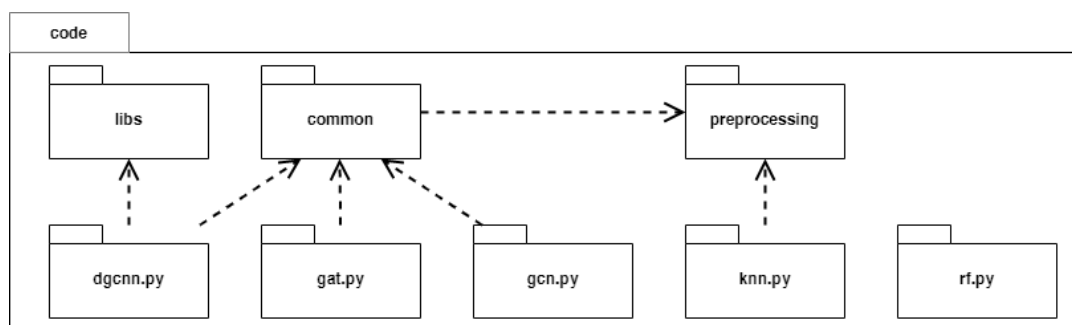 code
libs
common
preprocessing
dgcnn.py
gat.py
gcn.py
knn.py
rf.py